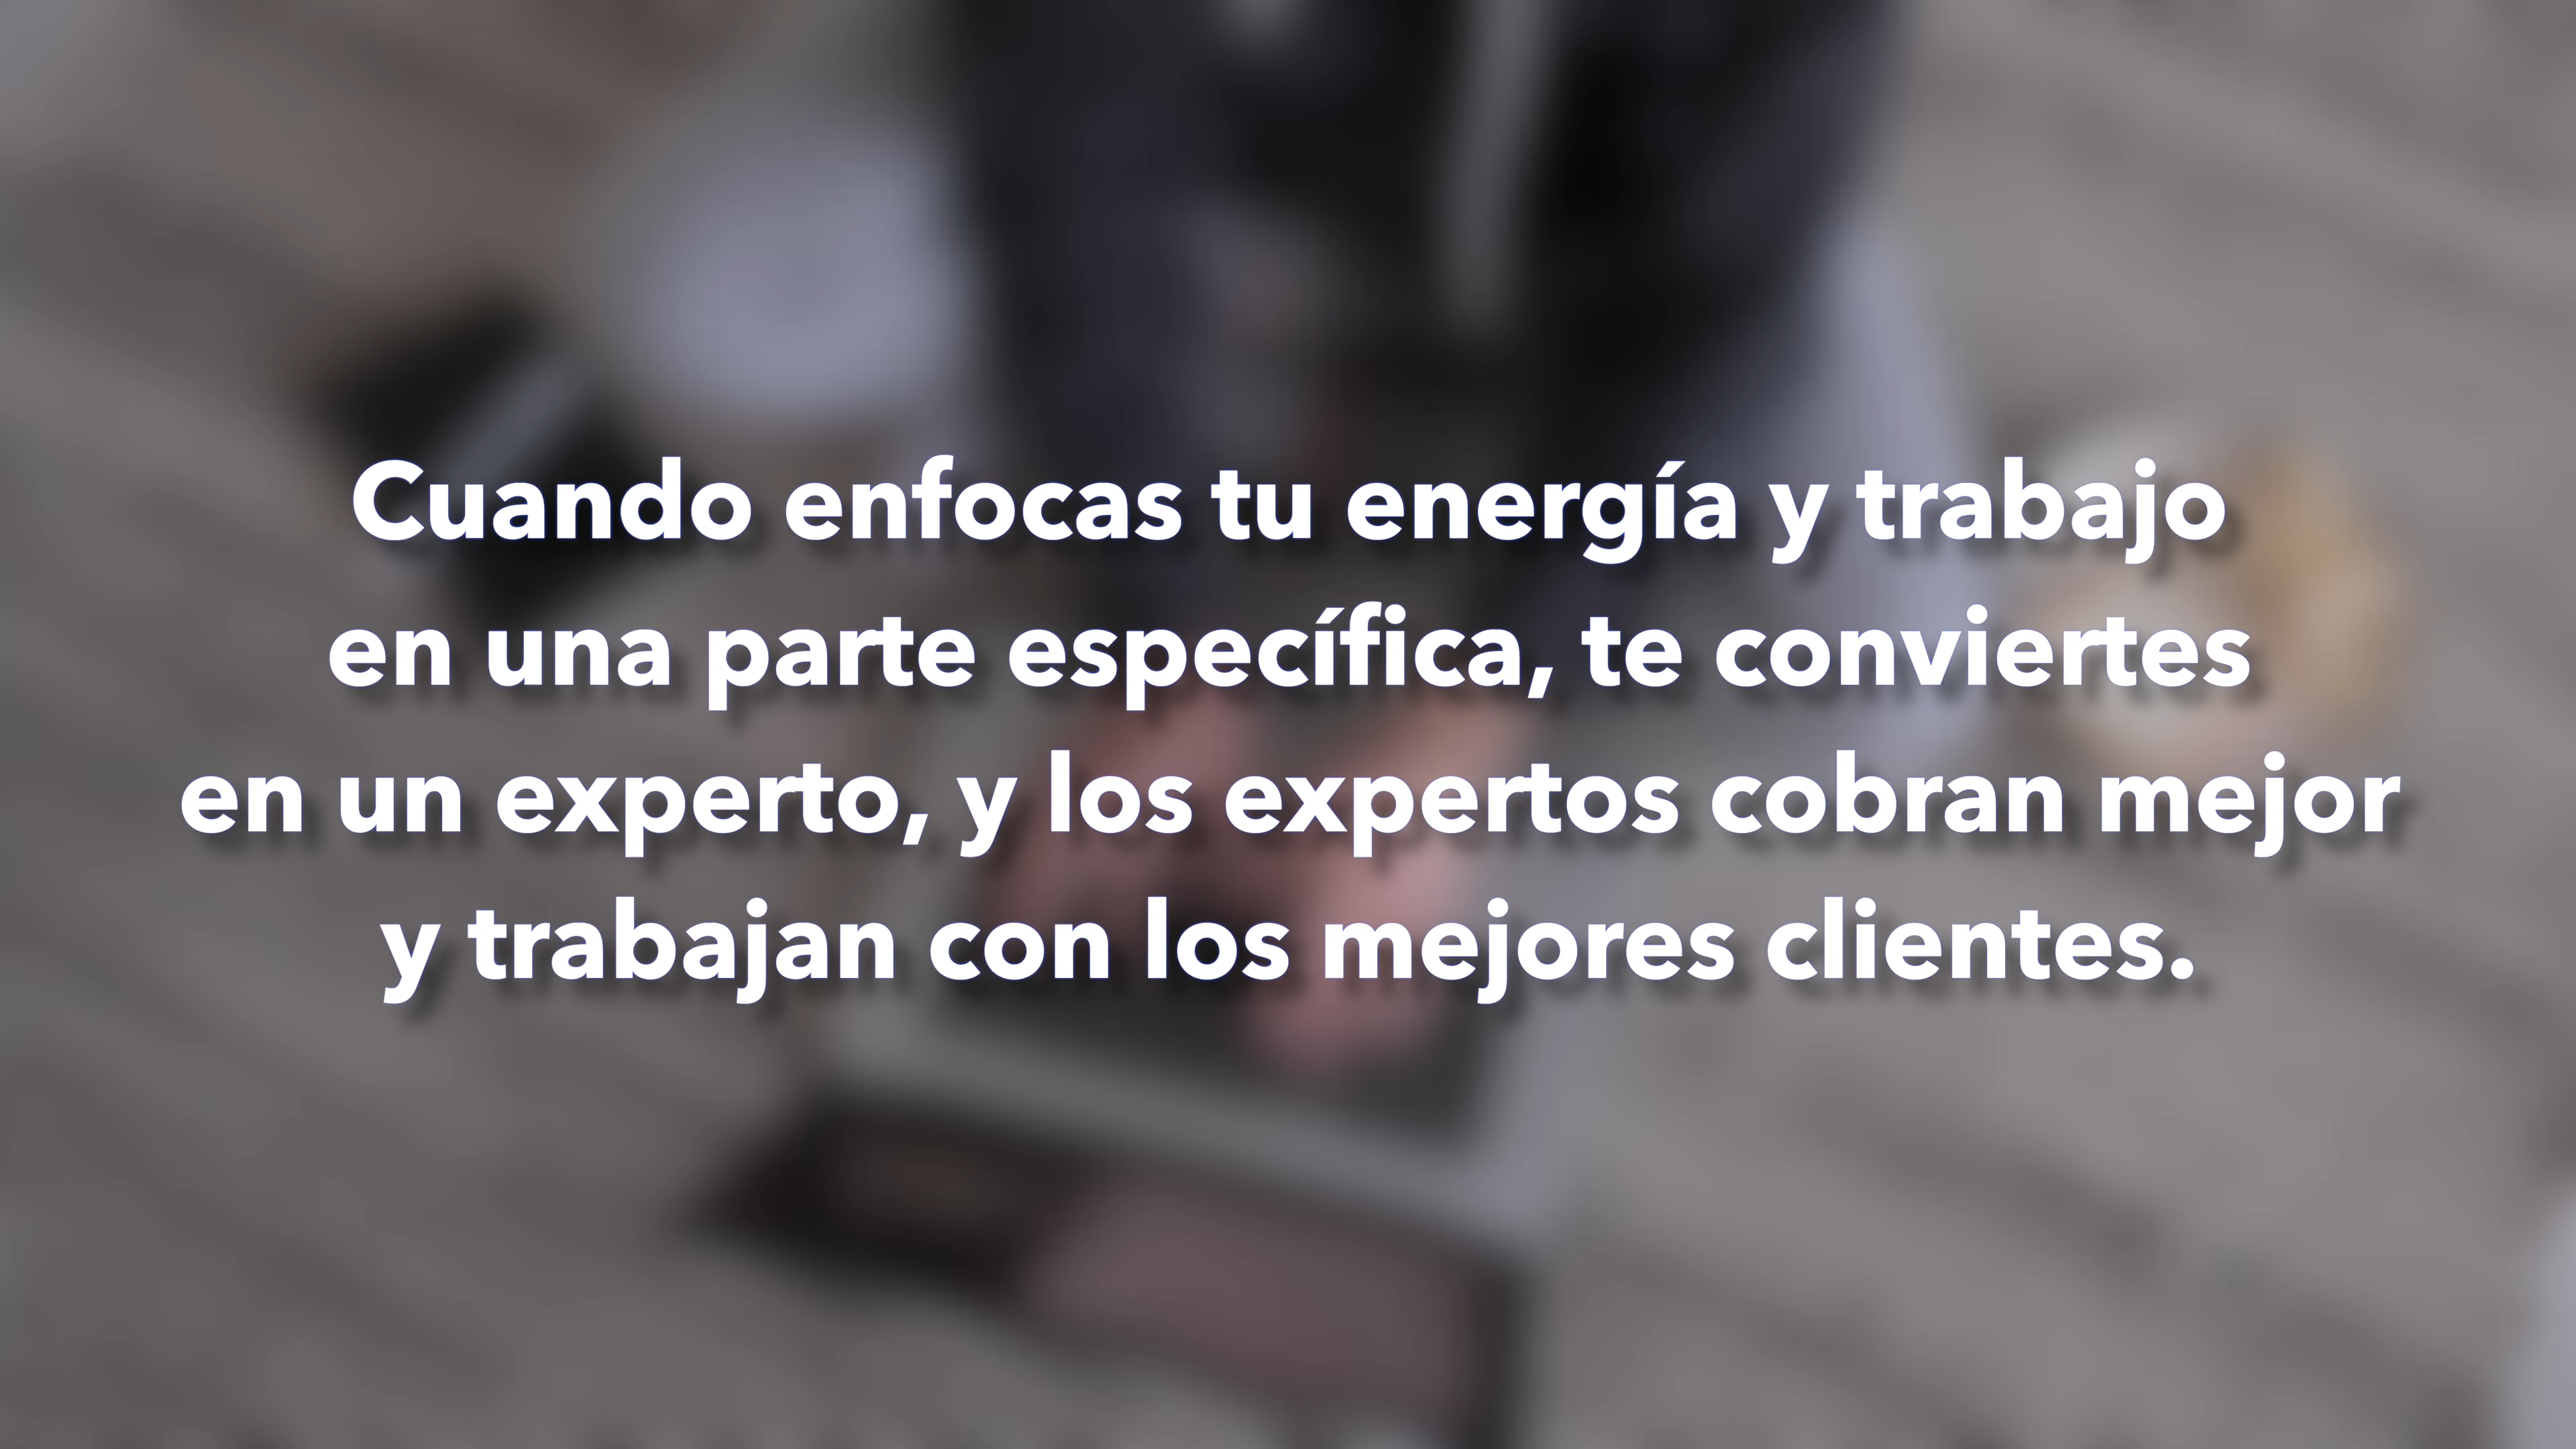 Cuando enfocas tu energía y trabajo
en una parte específica, te conviertes
en un experto, y los expertos cobran mejor
y trabajan con los mejores clientes.